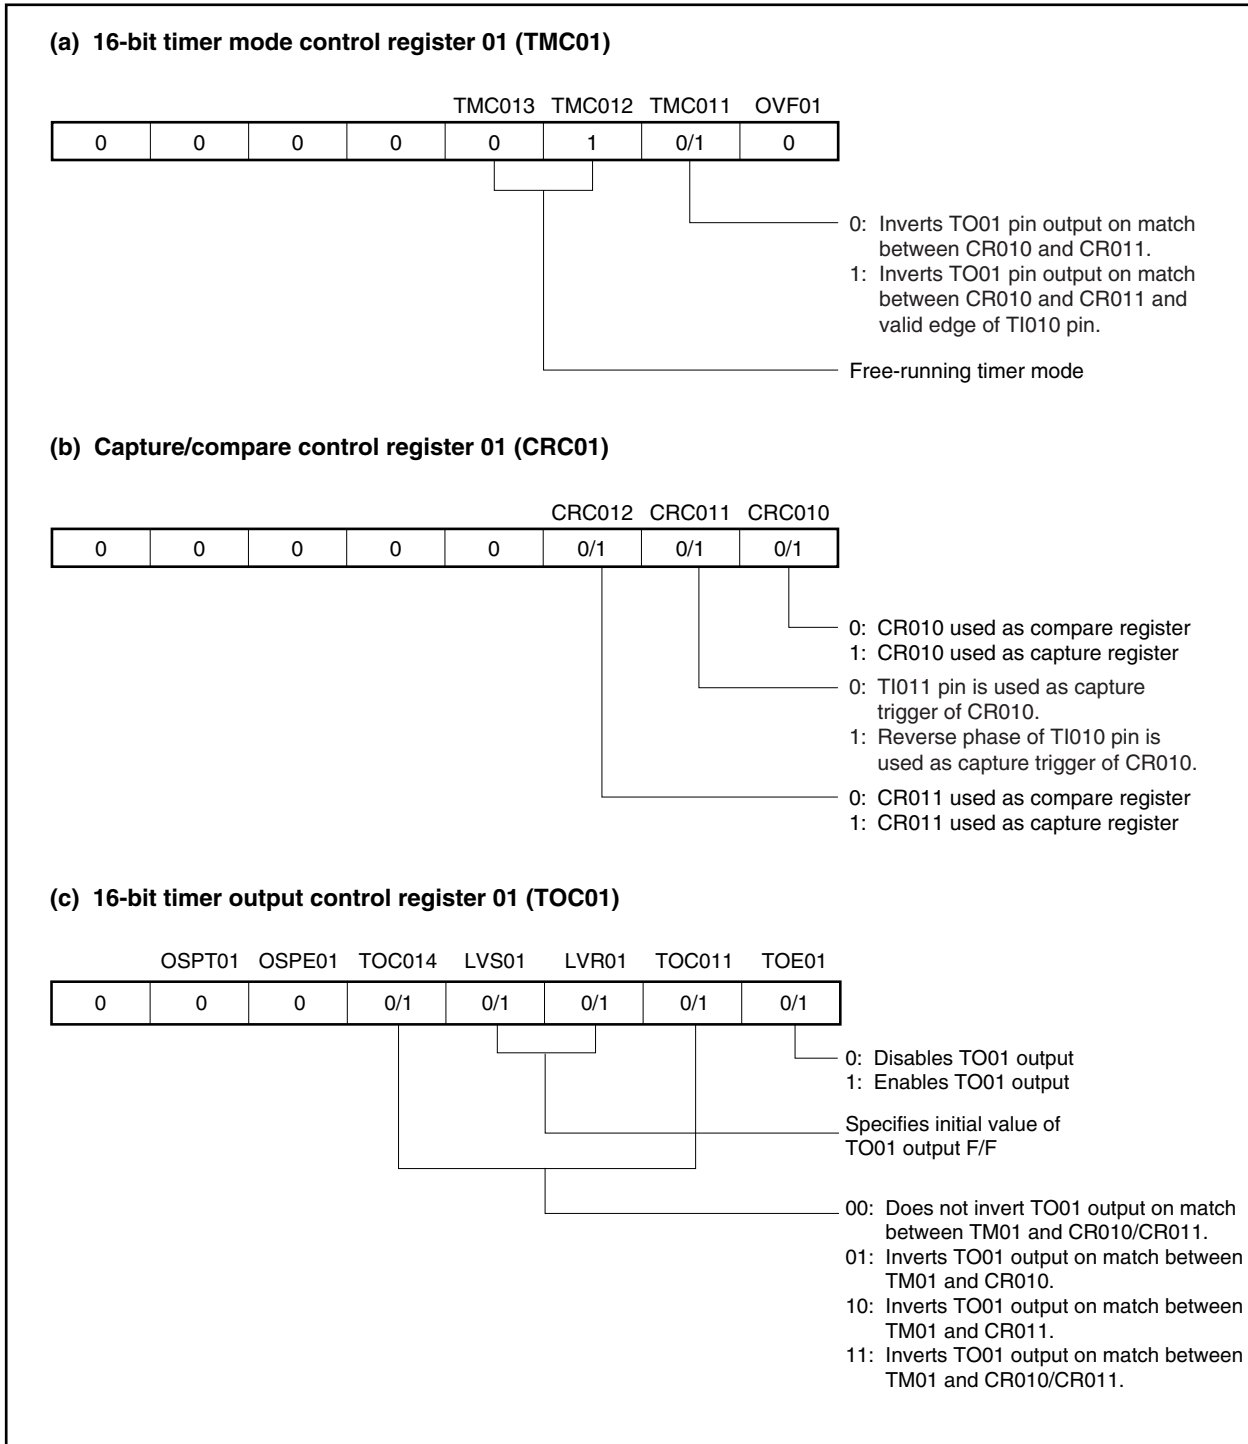 (a) 16-bit timer mode control register 01 (TMC01)
TMC013 TMC012 TMC011 OVF01
0 0 0 0 0 1 0/1 0
0: Inverts TO01 pin output on match
between CR010 and CR011.
1: Inverts TO01 pin output on match
between CR010 and CR011 and
valid edge of TI010 pin.
Free-running timer mode
(b) Capture/compare control register 01 (CRC01)
CRC012 CRC011 CRC010
0 0 0 0 0 0/1 0/1 0/1
0: CR010 used as compare register
1: CR010 used as capture register
0: TI011 pin is used as capture
trigger of CR010.
1: Reverse phase of TI010 pin is
used as capture trigger of CR010.
0: CR011 used as compare register
1: CR011 used as capture register
(c) 16-bit timer output control register 01 (TOC01)
OSPT01 OSPE01 TOC014 LVS01 LVR01 TOC011 TOE01
0 0 0 0/1 0/1 0/1 0/1 0/1
0: Disables TO01 output
1: Enables TO01 output
Specifies initial value of
TO01 output F/F
00: Does not invert TO01 output on match
between TM01 and CR010/CR011.
01: Inverts TO01 output on match between
TM01 and CR010.
10: Inverts TO01 output on match between
TM01 and CR011.
11: Inverts TO01 output on match between
TM01 and CR010/CR011.